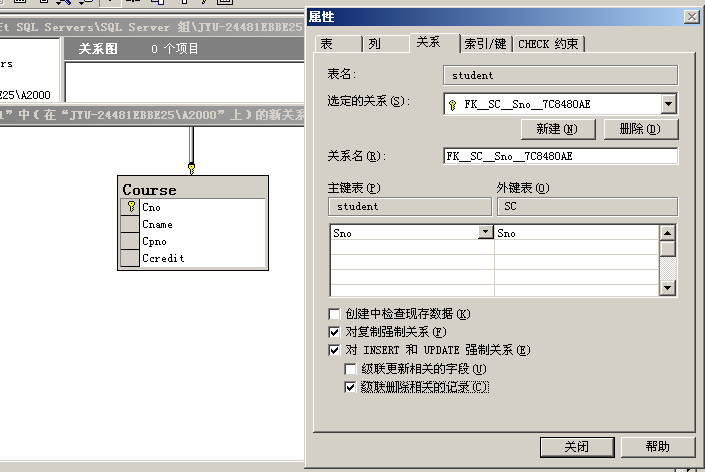 Et SQL Servers\SQL Server 组\JYU-24481EBBE25
关系图 0 个项目
rs
E25\A2000
1”中（在“JYU-24481EBBE25\A2000”上）的新关系
Course
Cno
Cname
Cpno
Ccredit
属性
表 列 关系 索引/键 CHECK 约束
表名: student
选定的关系(S): FK__SC__Sno__7C8480AE
新建(N) 删除(D)
关系名(R): FK__SC__Sno__7C8480AE
主键表(P) 外键表(O)
student SC
Sno Sno
创建中检查现存数据(K)
对复制强制关系(F)
对 INSERT 和 UPDATE 强制关系(E)
级联更新相关的字段(U)
级联删除相关的记录(C)
关闭 帮助